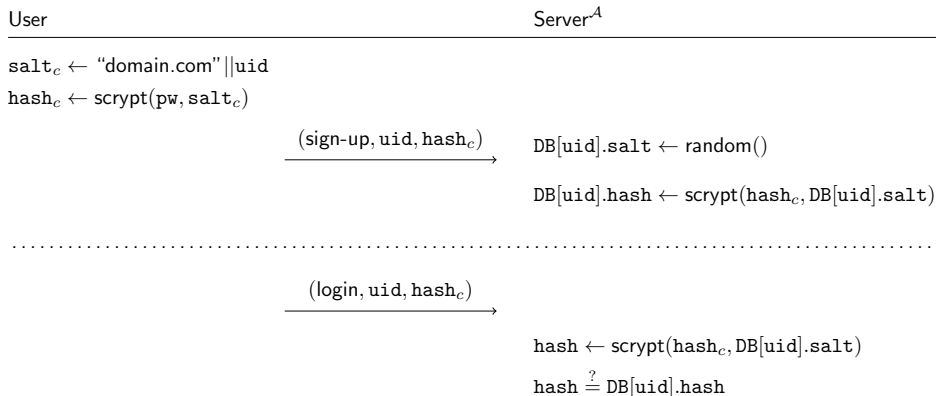 User Server^𝒜
salt_c ← “domain.com”||uid
hash_c ← scrypt(pw, salt_c)
(sign-up, uid, hash_c)
DB[uid].salt ← random()
DB[uid].hash ← scrypt(hash_c, DB[uid].salt)
(login, uid, hash_c)
hash ← scrypt(hash_c, DB[uid].salt)
hash ≟ DB[uid].hash